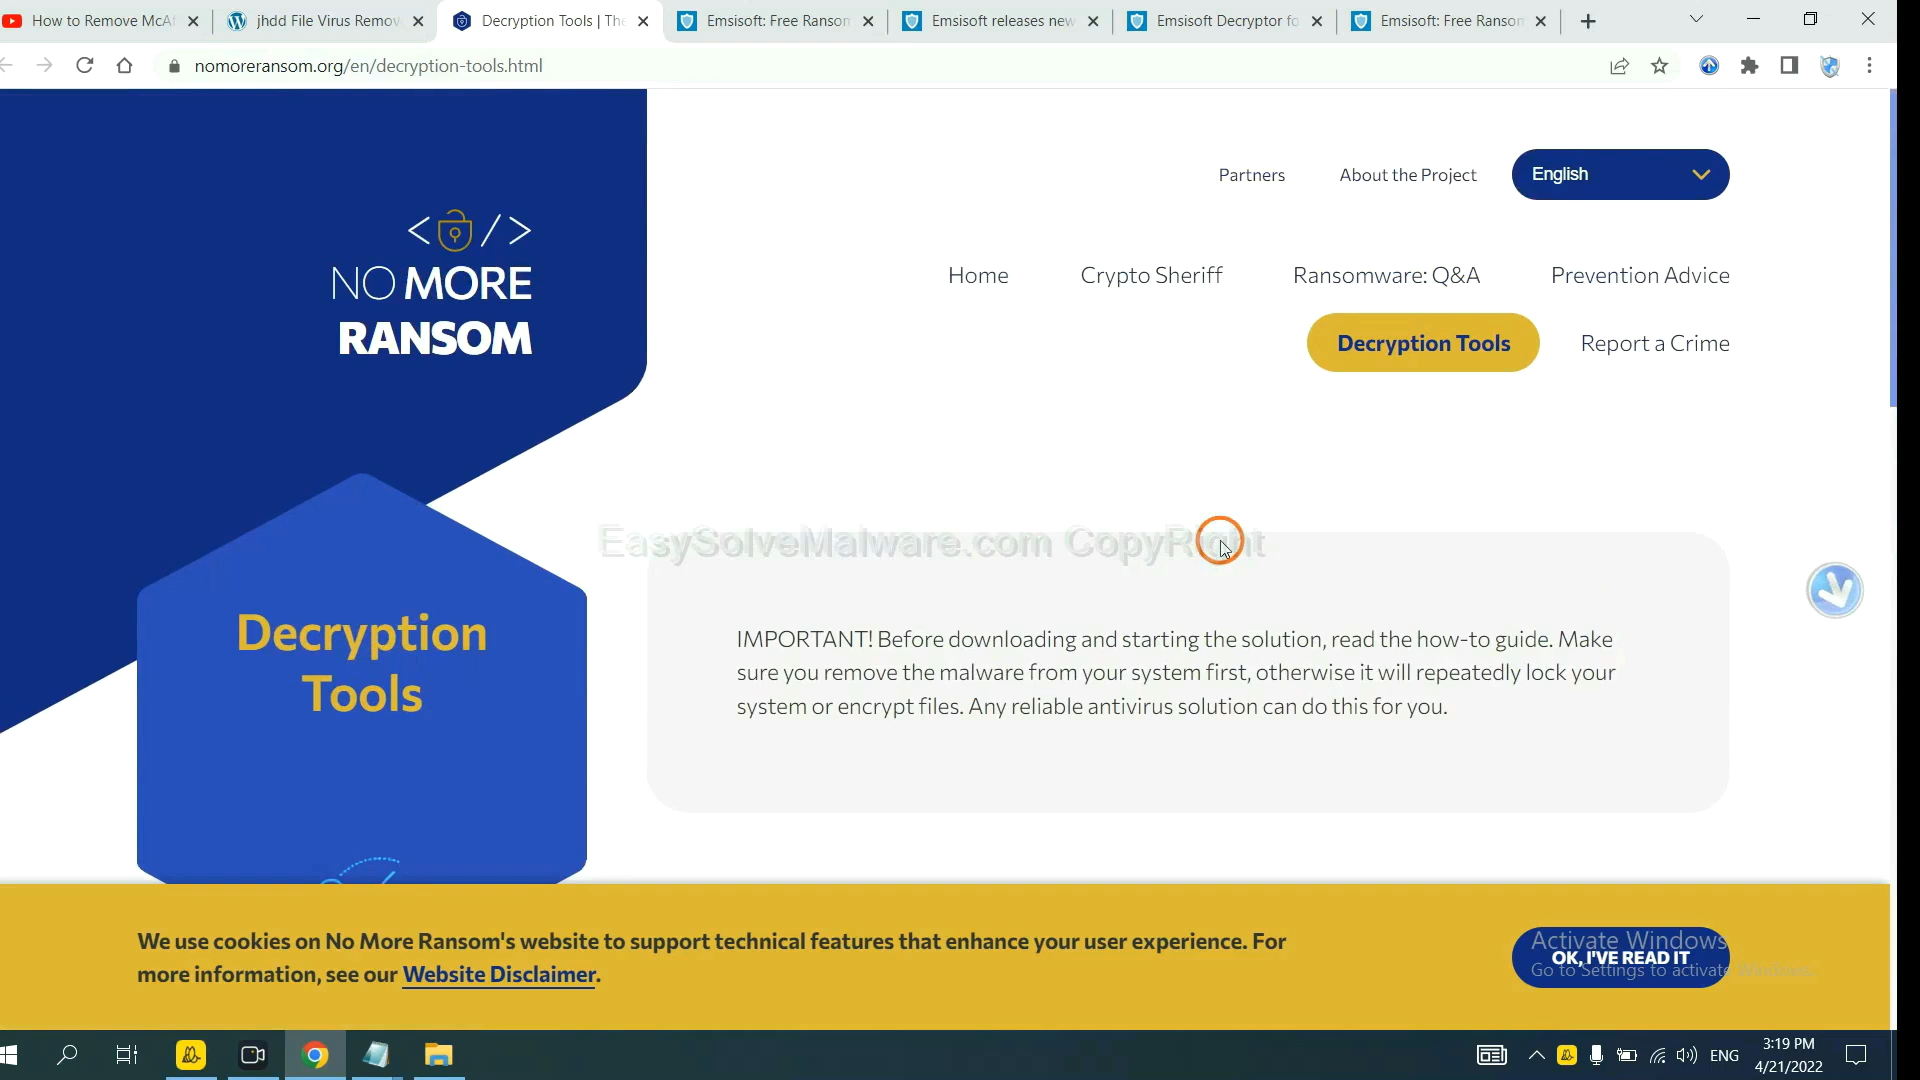 How to Remove McAf
jhdd File Virus Remov
Decryption Tools | The
Emsisoft: Free Ransom
Emsisoft releases new
Emsisoft Decryptor fo
Emsisoft: Free Ransom
nomoreransom.org/en/decryption-tools.html
Partners
About the Project
English
NO MORE
RANSOM
Home
Crypto Sheriff
Ransomware: Q&A
Prevention Advice
Decryption Tools
Report a Crime
EasySolveMalware.com CopyRight
Decryption
Tools
IMPORTANT! Before downloading and starting the solution, read the how-to guide. Make
sure you remove the malware from your system first, otherwise it will repeatedly lock your
system or encrypt files. Any reliable antivirus solution can do this for you.
We use cookies on No More Ransom's website to support technical features that enhance your user experience. For
more information, see our Website Disclaimer.
Activate Windows
OK, I'VE READ IT
Go to Settings to activate Windows.
ENG
3:19 PM
4/21/2022